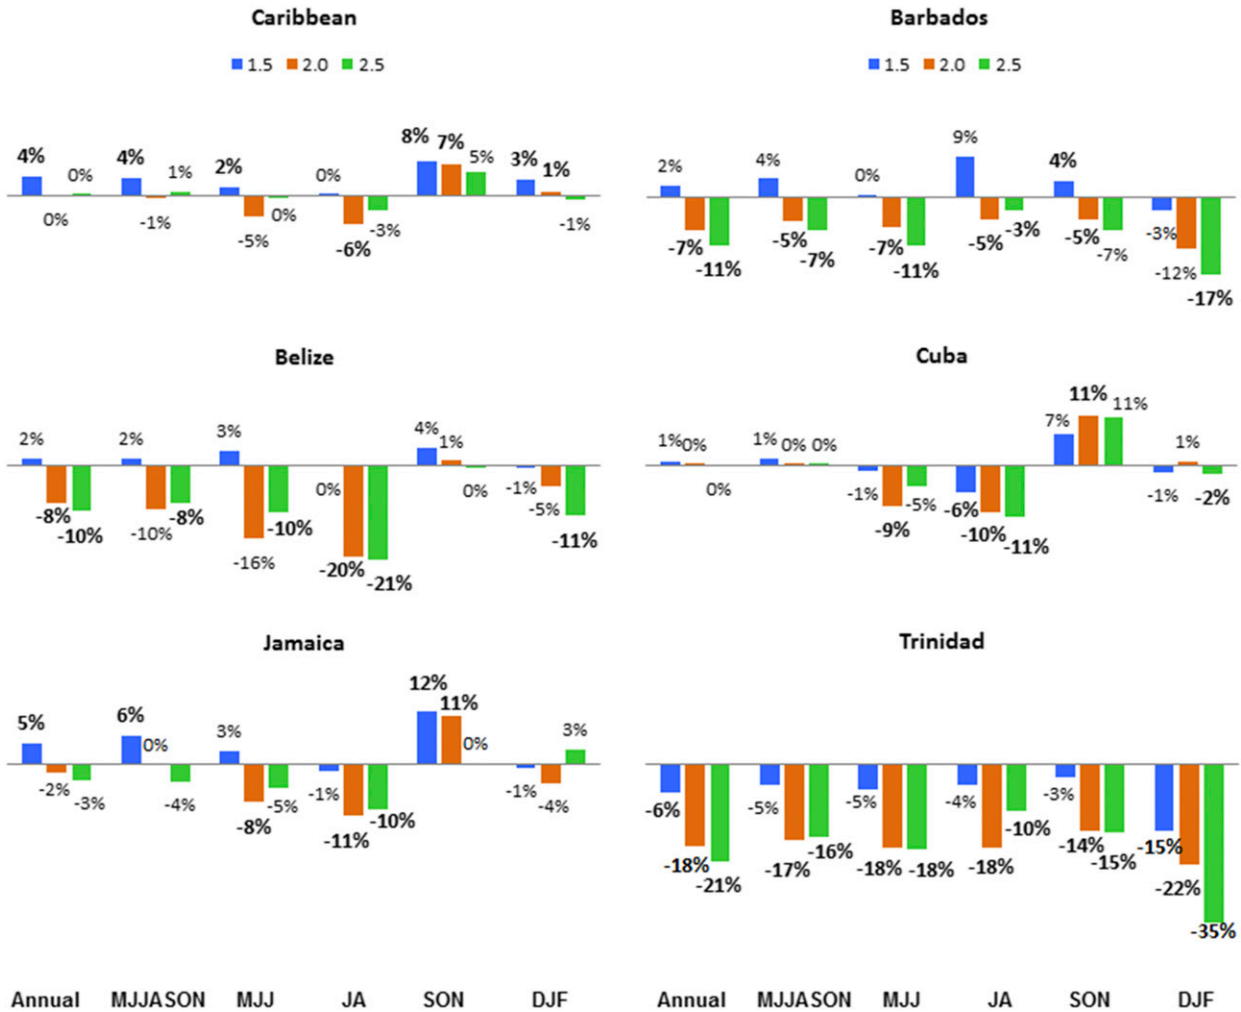 Caribbean
1.5 2.0 2.5
4% 0% 0%
4% -1% 1%
2% -5% 0%
0% -6% -3%
8% 7% 5%
3% 1% -1%
Barbados
1.5 2.0 2.5
2% -7% -11%
4% -5% -7%
0% -7% -11%
9% -5% -3%
4% -5% -7%
-3% -12% -17%
Belize
2% -8% -10%
2% -10% -8%
3% -16% -10%
0% -20% -21%
4% 1% 0%
-1% -5% -11%
Cuba
1% 0% 0%
1% 0% 0%
-1% -9% -5%
-6% -10% -11%
7% 11% 11%
-1% 1% -2%
Jamaica
5% -2% -3%
6% 0% -4%
3% -8% -5%
-1% -11% -10%
12% 11% 0%
-1% -4% 3%
Trinidad
-6% -18% -21%
-5% -17% -16%
-5% -18% -18%
-4% -18% -10%
-3% -14% -15%
-15% -22% -35%
Annual MJJASON MJJ JA SON DJF
Annual MJJASON MJJ JA SON DJF